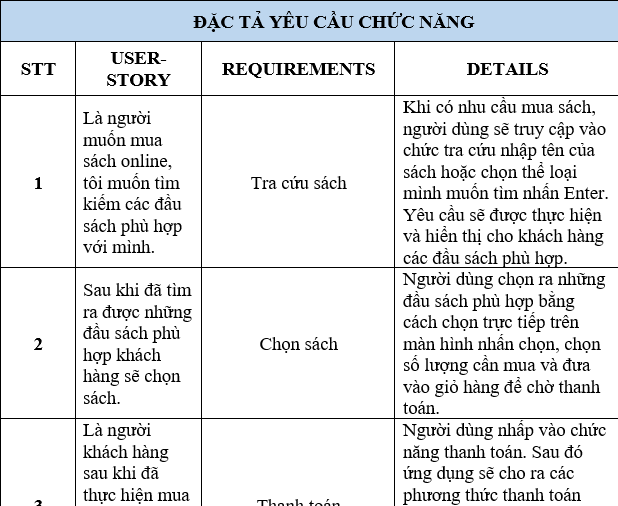 ĐẶC TẢ YÊU CẦU CHỨC NĂNG
STT
USER-
STORY
REQUIREMENTS
DETAILS
1
Là người
muốn mua
sách online,
tôi muốn tìm
kiếm các đầu
sách phù hợp
với mình.
Tra cứu sách
Khi có nhu cầu mua sách,
người dùng sẽ truy cập vào
chức tra cứu nhập tên của
sách hoặc chọn thể loại
mình muốn tìm nhấn Enter.
Yêu cầu sẽ được thực hiện
và hiển thị cho khách hàng
các đầu sách phù hợp.
2
Sau khi đã tìm
ra được những
đầu sách phù
hợp khách
hàng sẽ chọn
sách.
Chọn sách
Người dùng chọn ra những
đầu sách phù hợp bằng
cách chọn trực tiếp trên
màn hình nhấn chọn, chọn
số lượng cần mua và đưa
vào giỏ hàng để chờ thanh
toán.
3
Là người
khách hàng
sau khi đã
thực hiện mua
Thanh toán
Người dùng nhấp vào chức
năng thanh toán. Sau đó
ứng dụng sẽ cho ra các
phương thức thanh toán